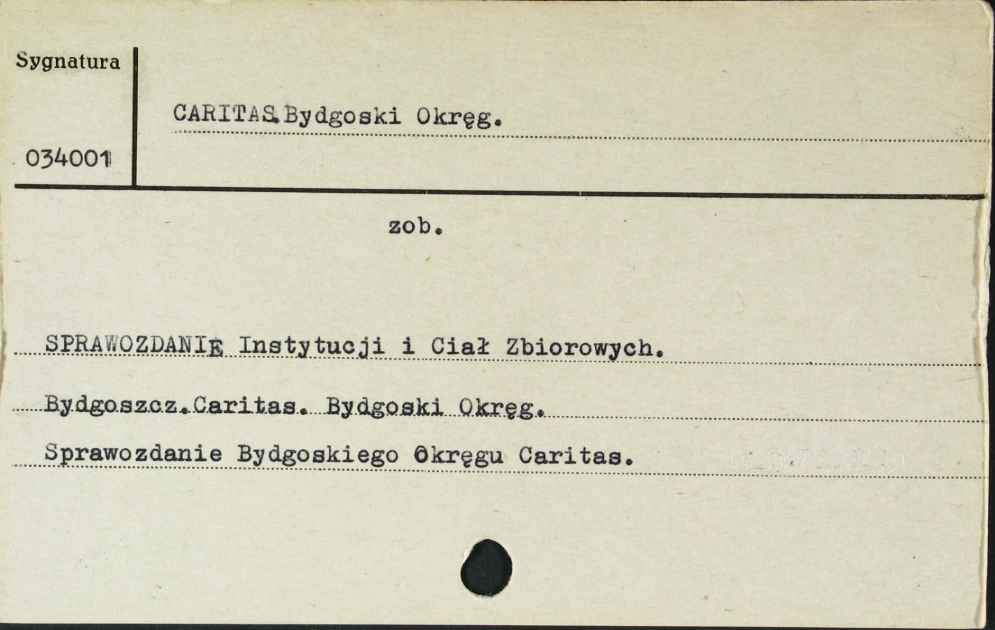 Sygnatura
CARITAS.Bydgoski Okręg.
034001
zob.
SPRAWOZDANIE Instytucji i Ciał Zbiorowych.
Bydgoszcz.Caritas. Bydgoski Okręg.
Sprawozdanie Bydgoskiego Okręgu Caritas.